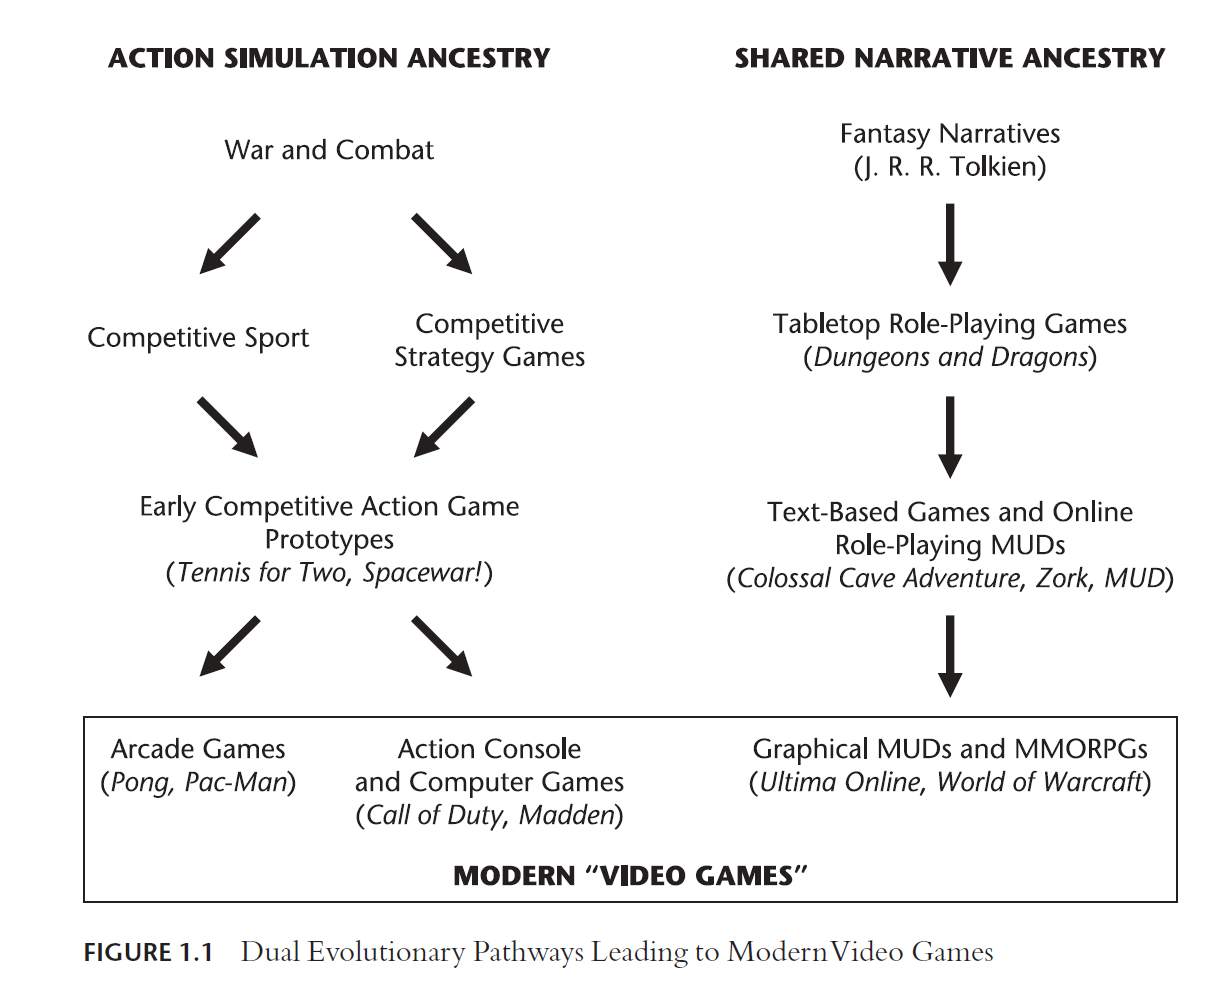 ACTION SIMULATION ANCESTRY
War and Combat
Competitive Sport
Competitive
Strategy Games
Early Competitive Action Game
Prototypes
(Tennis for Two, Spacewar!)
Arcade Games
(Pong, Pac-Man)
Action Console
and Computer Games
(Call of Duty, Madden)
SHARED NARRATIVE ANCESTRY
Fantasy Narratives
(J. R. R. Tolkien)
Tabletop Role-Playing Games
(Dungeons and Dragons)
Text-Based Games and Online
Role-Playing MUDs
(Colossal Cave Adventure, Zork, MUD)
Graphical MUDs and MMORPGs
(Ultima Online, World of Warcraft)
MODERN “VIDEO GAMES”
FIGURE 1.1 Dual Evolutionary Pathways Leading to Modern Video Games